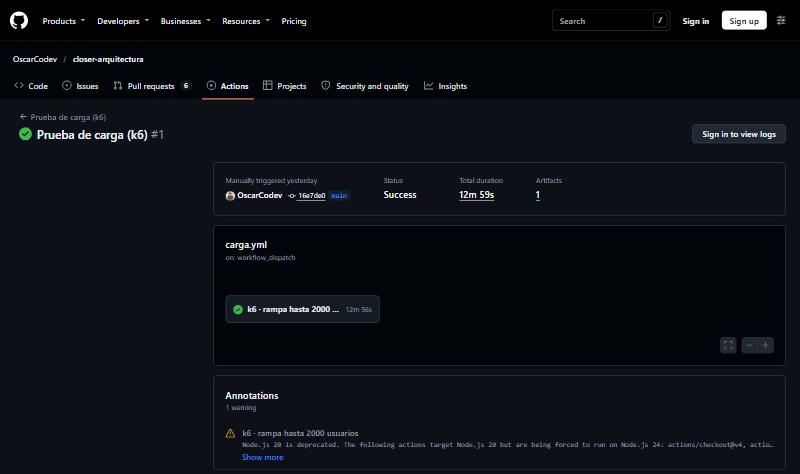 Products Developers Businesses Resources Pricing Search / Sign in Sign up
OscarCodev / closer-arquitectura
Code Issues Pull requests 6 Actions Projects Security and quality Insights
Prueba de carga (k6)
Prueba de carga (k6) #1
Sign in to view logs
Manually triggered yesterday Status Total duration Artifacts
OscarCodev 16e7de0 main Success 12m 59s 1
carga.yml
on: workflow_dispatch
k6 · rampa hasta 2000 ... 12m 56s
Annotations
1 warning
k6 · rampa hasta 2000 usuarios
Node.js 20 is deprecated. The following actions target Node.js 20 but are being forced to run on Node.js 24: actions/checkout@v4, actio…
Show more